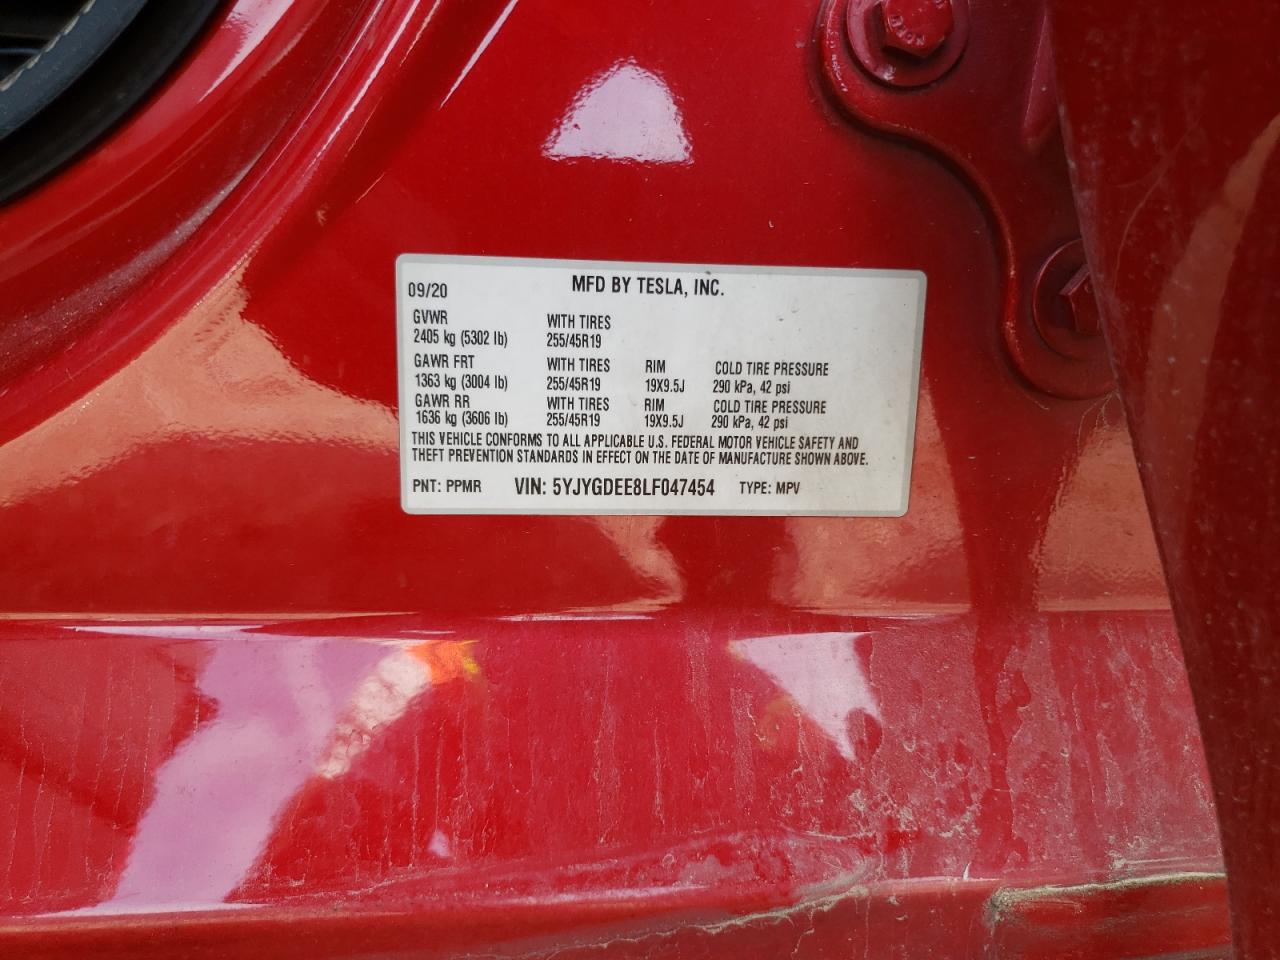 MFD BY TESLA, INC.
09/20
GVWR WITH TIRES
2405 kg (5302 lb) 255/45R19
GAWR FRT WITH TIRES RIM COLD TIRE PRESSURE
1363 kg (3004 lb) 255/45R19 19X9.5J 290 kPa, 42 psi
GAWR RR WITH TIRES RIM COLD TIRE PRESSURE
1636 kg (3606 lb) 255/45R19 19X9.5J 290 kPa, 42 psi
THIS VEHICLE CONFORMS TO ALL APPLICABLE U.S. FEDERAL MOTOR VEHICLE SAFETY AND
THEFT PREVENTION STANDARDS IN EFFECT ON THE DATE OF MANUFACTURE SHOWN ABOVE.
PNT: PPMR VIN: 5YJYGDEE8LF047454 TYPE: MPV